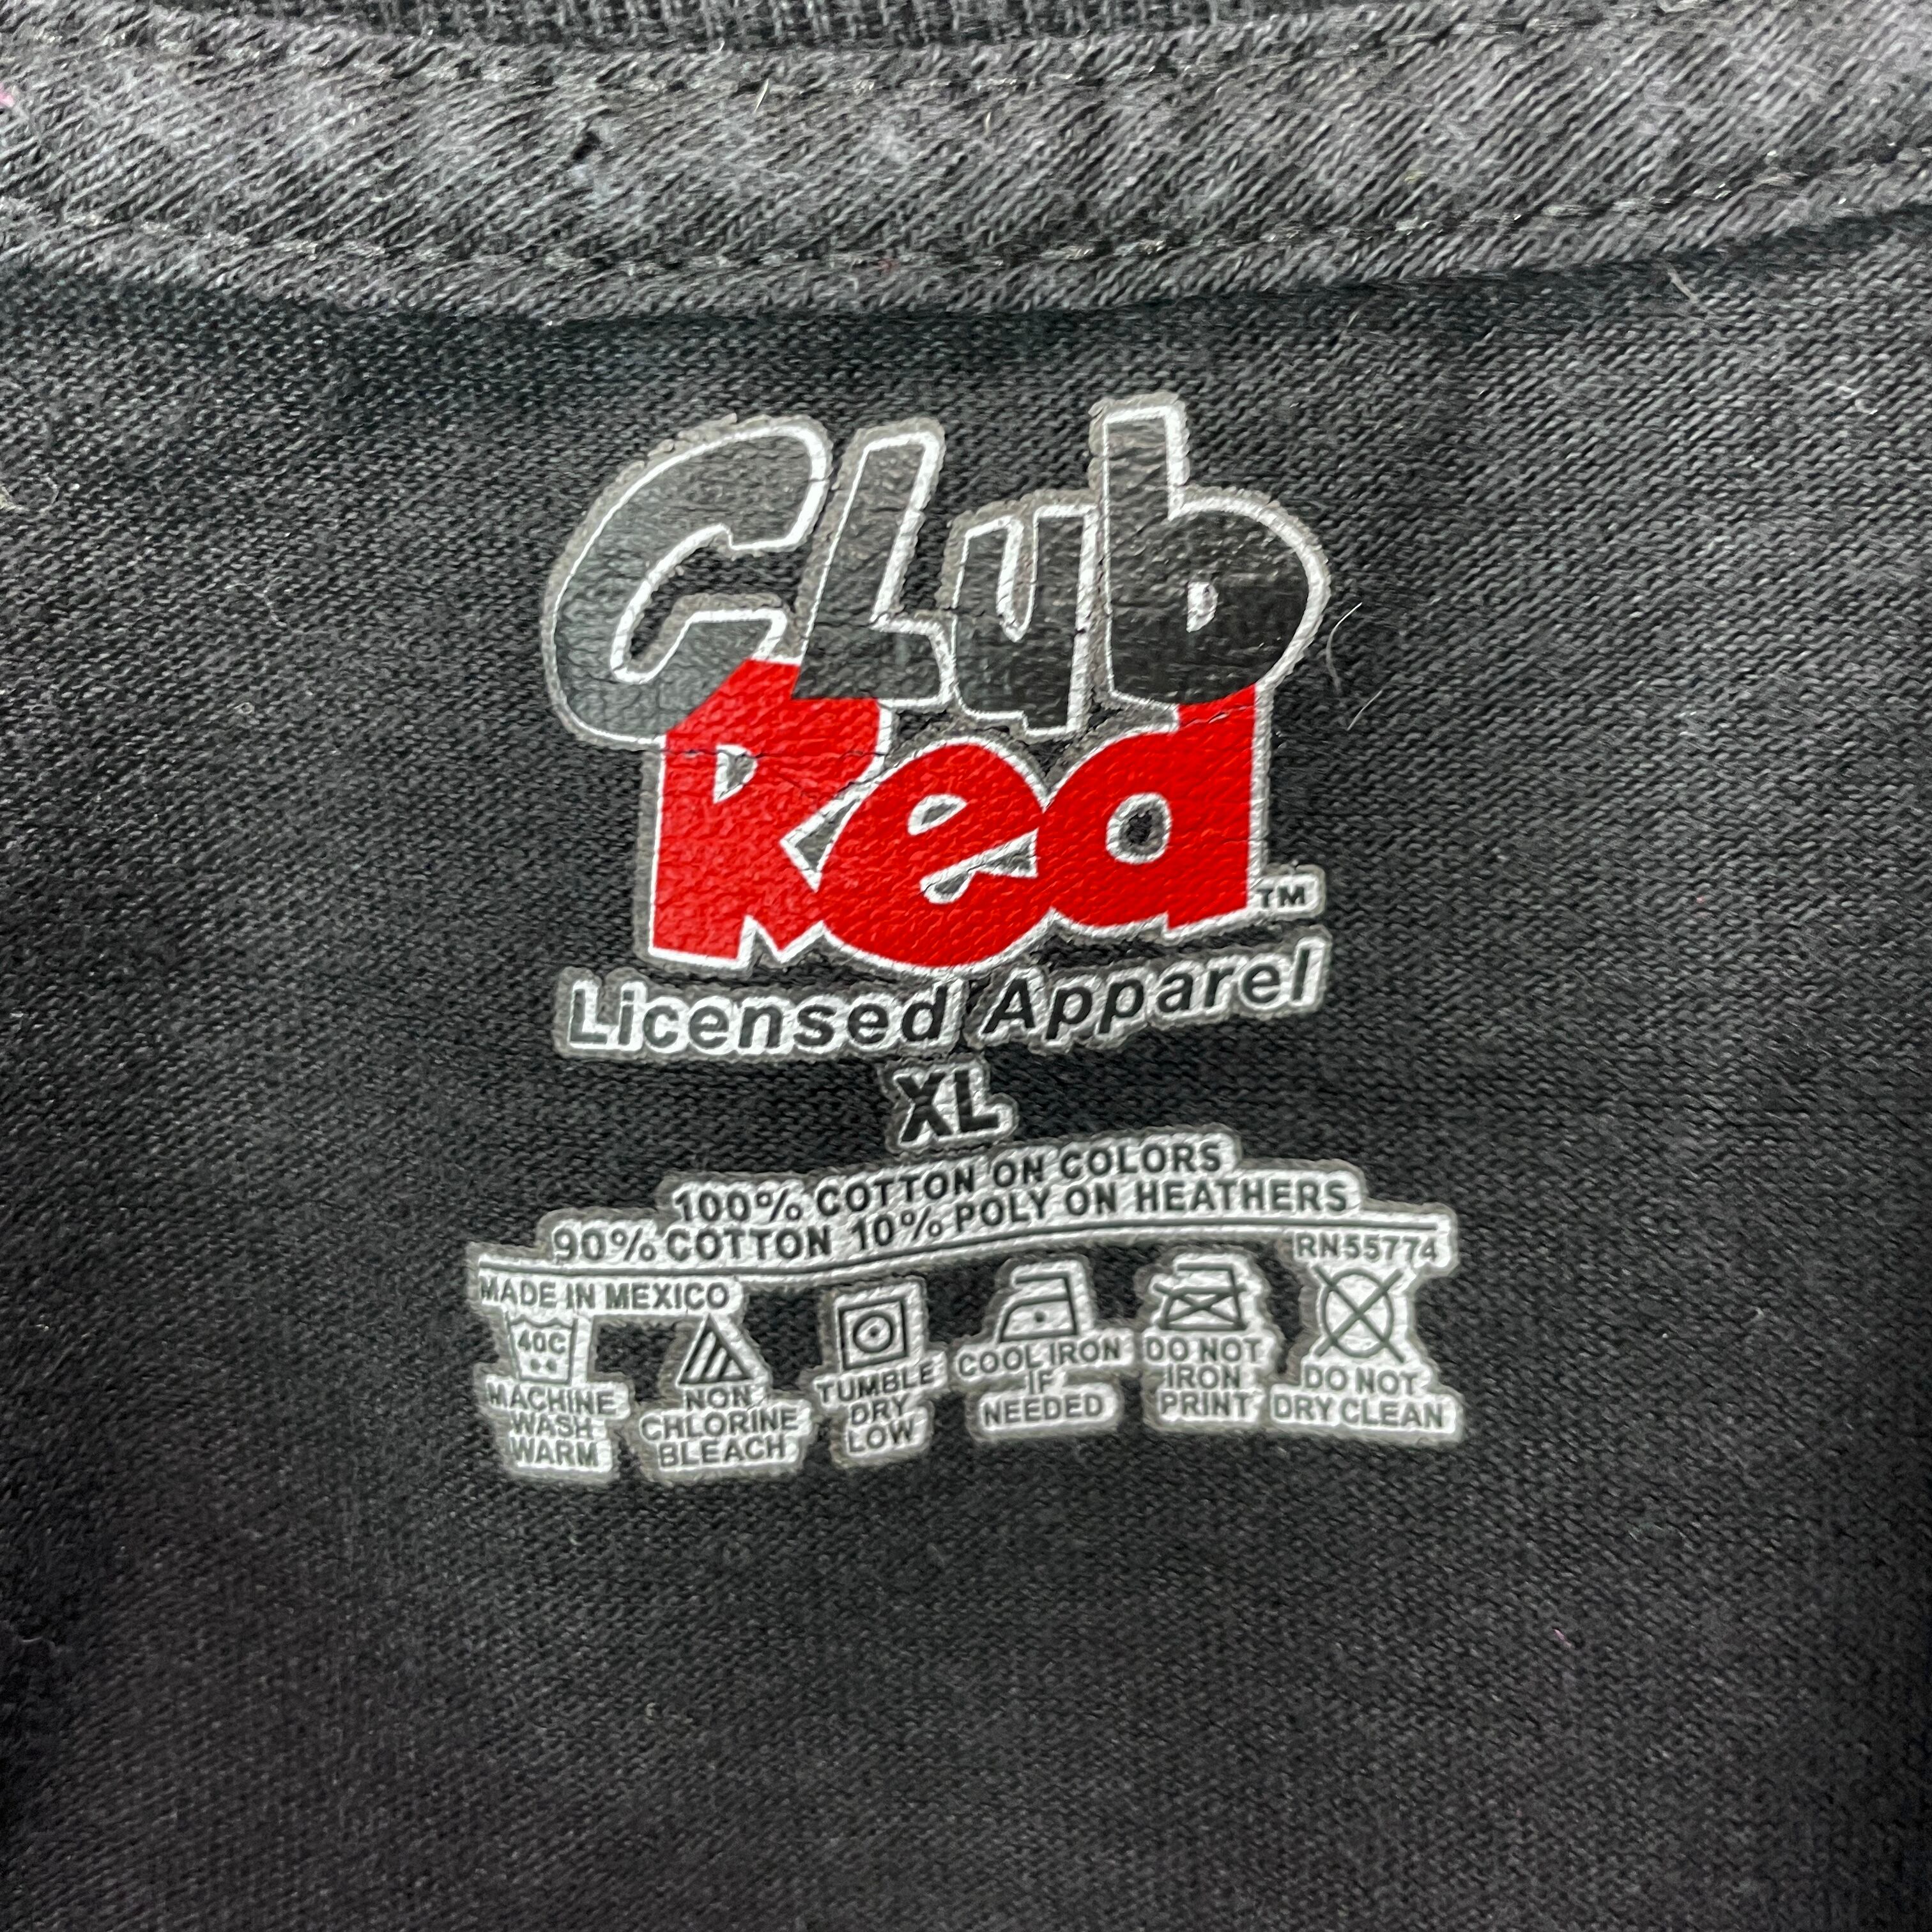 Club
Red
TM
Licensed Apparel
XL
100% COTTON ON COLORS
90% COTTON 10% POLY ON HEATHERS
RN55774
MADE IN MEXICO
40C
MACHINE
WASH
WARM
NON
CHLORINE
BLEACH
TUMBLE
DRY
LOW
COOL IRON
IF
NEEDED
DO NOT
IRON
PRINT
DO NOT
DRY CLEAN